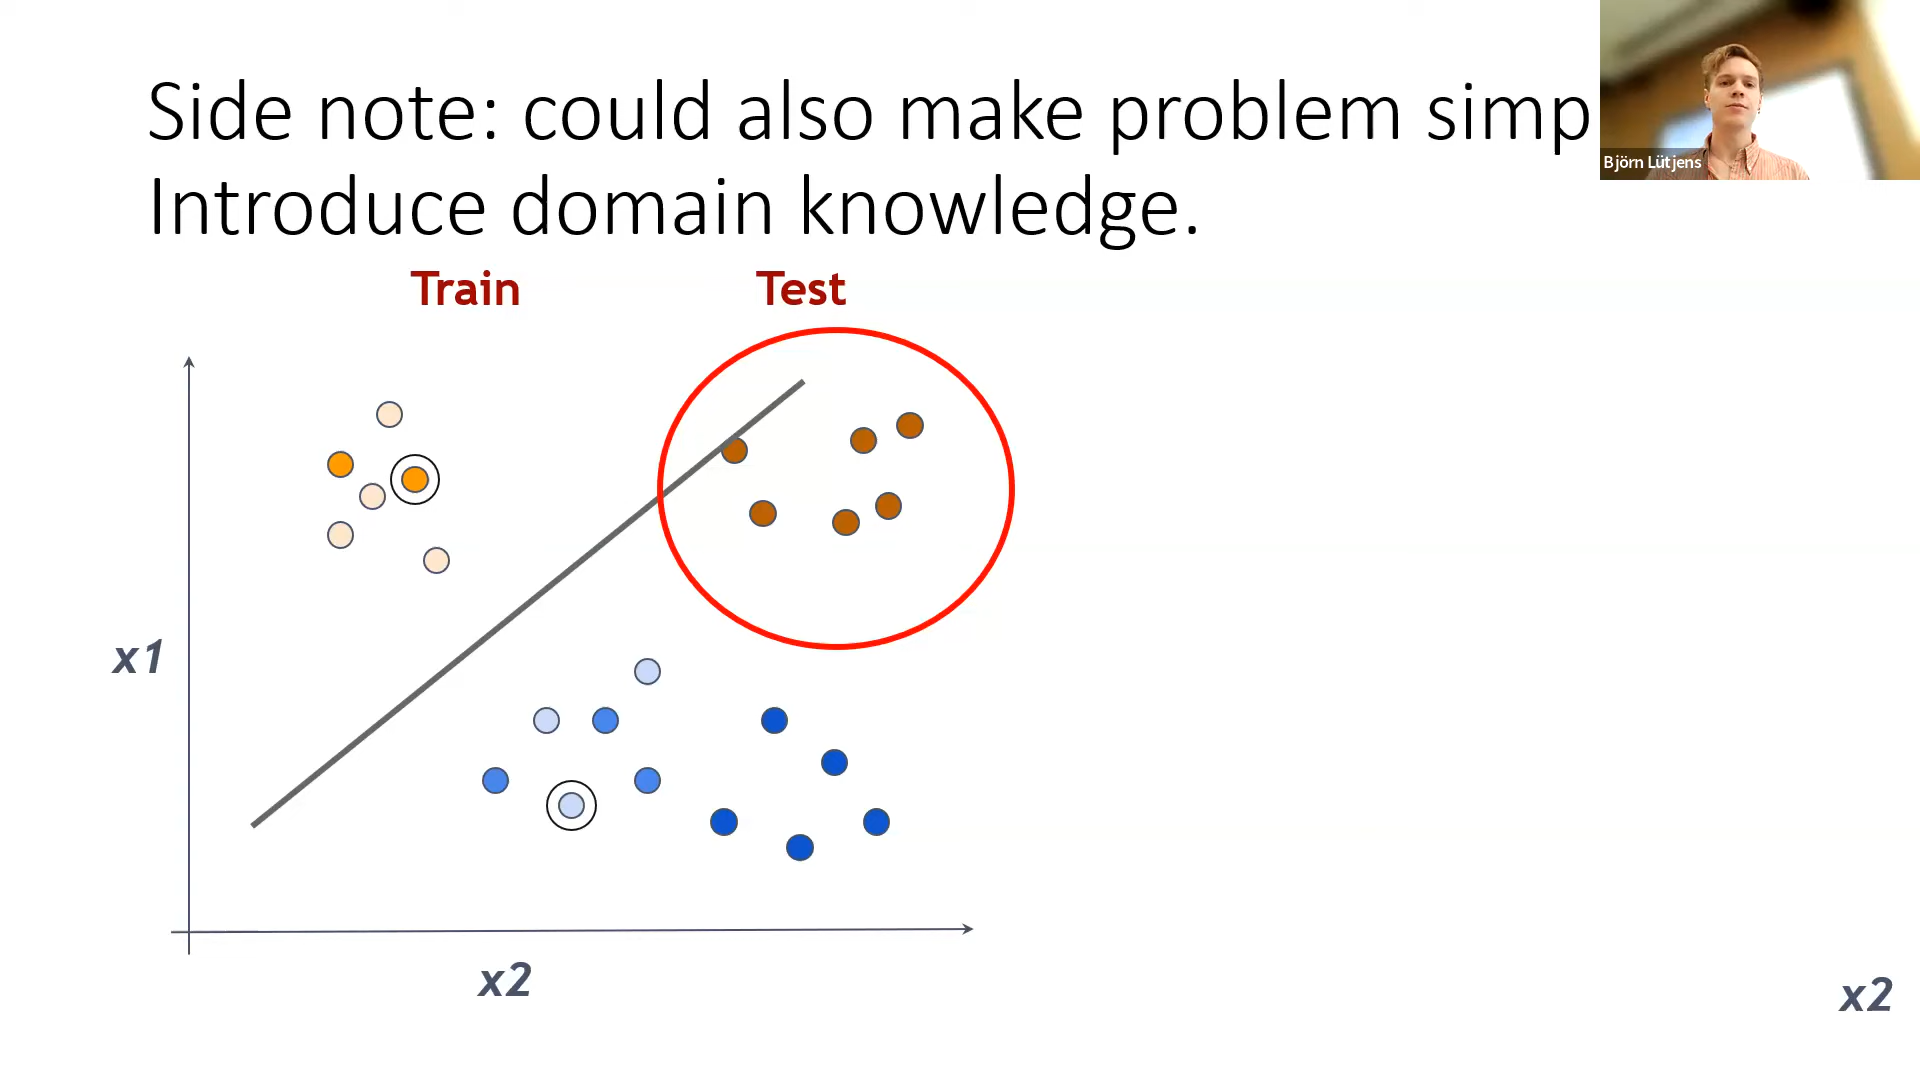 Side note: could also make problem simp
Introduce domain knowledge.
Björn Lütjens
Train
Test
x1
x2
x2